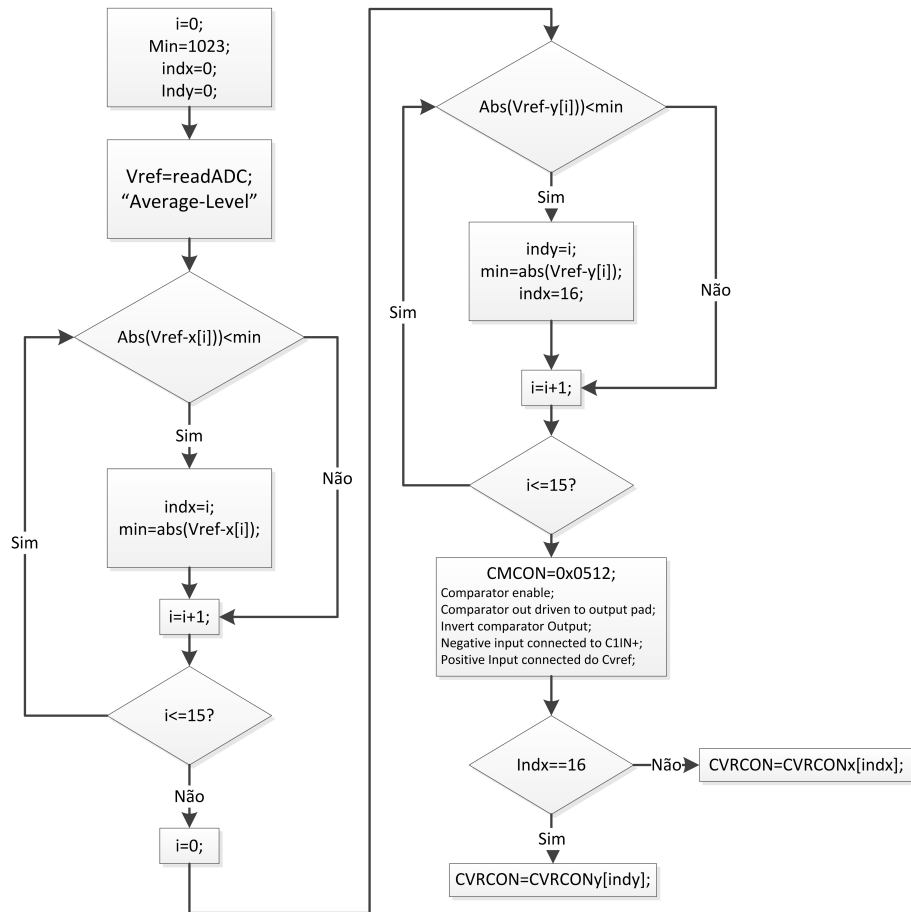 i=0;
Min=1023;
indx=0;
Indy=0;
Vref=readADC;
“Average-Level”
Abs(Vref-x[i]))<min
Sim
Não
indx=i;
min=abs(Vref-x[i]);
Sim
i=i+1;
i<=15?
Não
i=0;
Abs(Vref-y[i]))<min
Sim
Não
indy=i;
min=abs(Vref-y[i]);
indx=16;
Sim
i=i+1;
i<=15?
CMCON=0x0512;
Comparator enable;
Comparator out driven to output pad;
Invert comparator Output;
Negative input connected to C1IN+;
Positive Input connected do Cvref;
Indx==16
Não
CVRCON=CVRCONx[indx];
Sim
CVRCON=CVRCONy[indy];